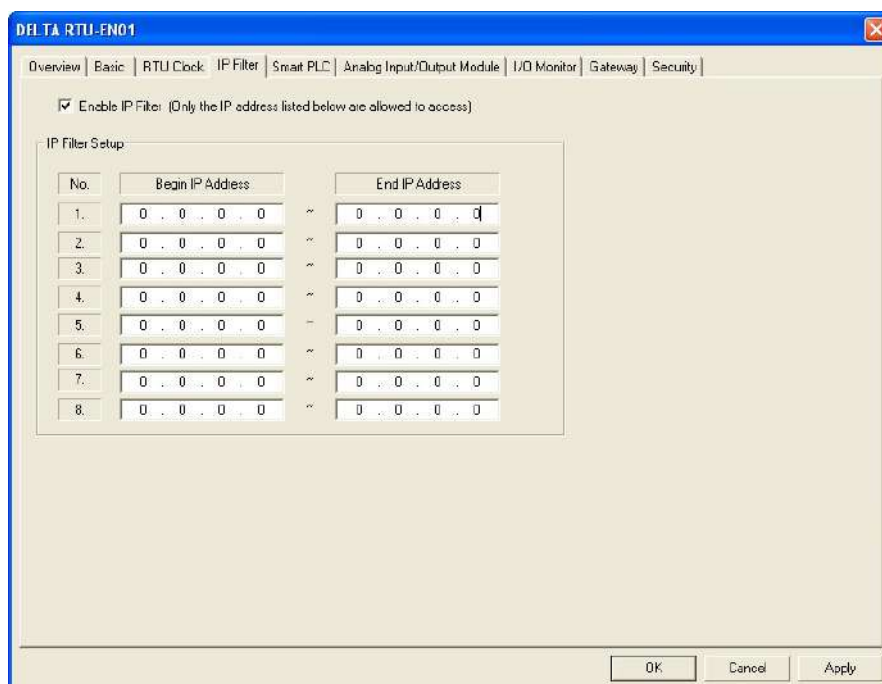 DELTA RTU-EN01
Overview Basic RTU Clock IP Filter Smart PLC Analog Input/Output Module I/O Monitor Gateway Security
Enable IP Filter (Only the IP address listed below are allowed to access)
IP Filter Setup
No. Begin IP Address End IP Address
1. 0 . 0 . 0 . 0 ~ 0 . 0 . 0 . 0
2. 0 . 0 . 0 . 0 ~ 0 . 0 . 0 . 0
3. 0 . 0 . 0 . 0 ~ 0 . 0 . 0 . 0
4. 0 . 0 . 0 . 0 ~ 0 . 0 . 0 . 0
5. 0 . 0 . 0 . 0 ~ 0 . 0 . 0 . 0
6. 0 . 0 . 0 . 0 ~ 0 . 0 . 0 . 0
7. 0 . 0 . 0 . 0 ~ 0 . 0 . 0 . 0
8. 0 . 0 . 0 . 0 ~ 0 . 0 . 0 . 0
OK Cancel Apply